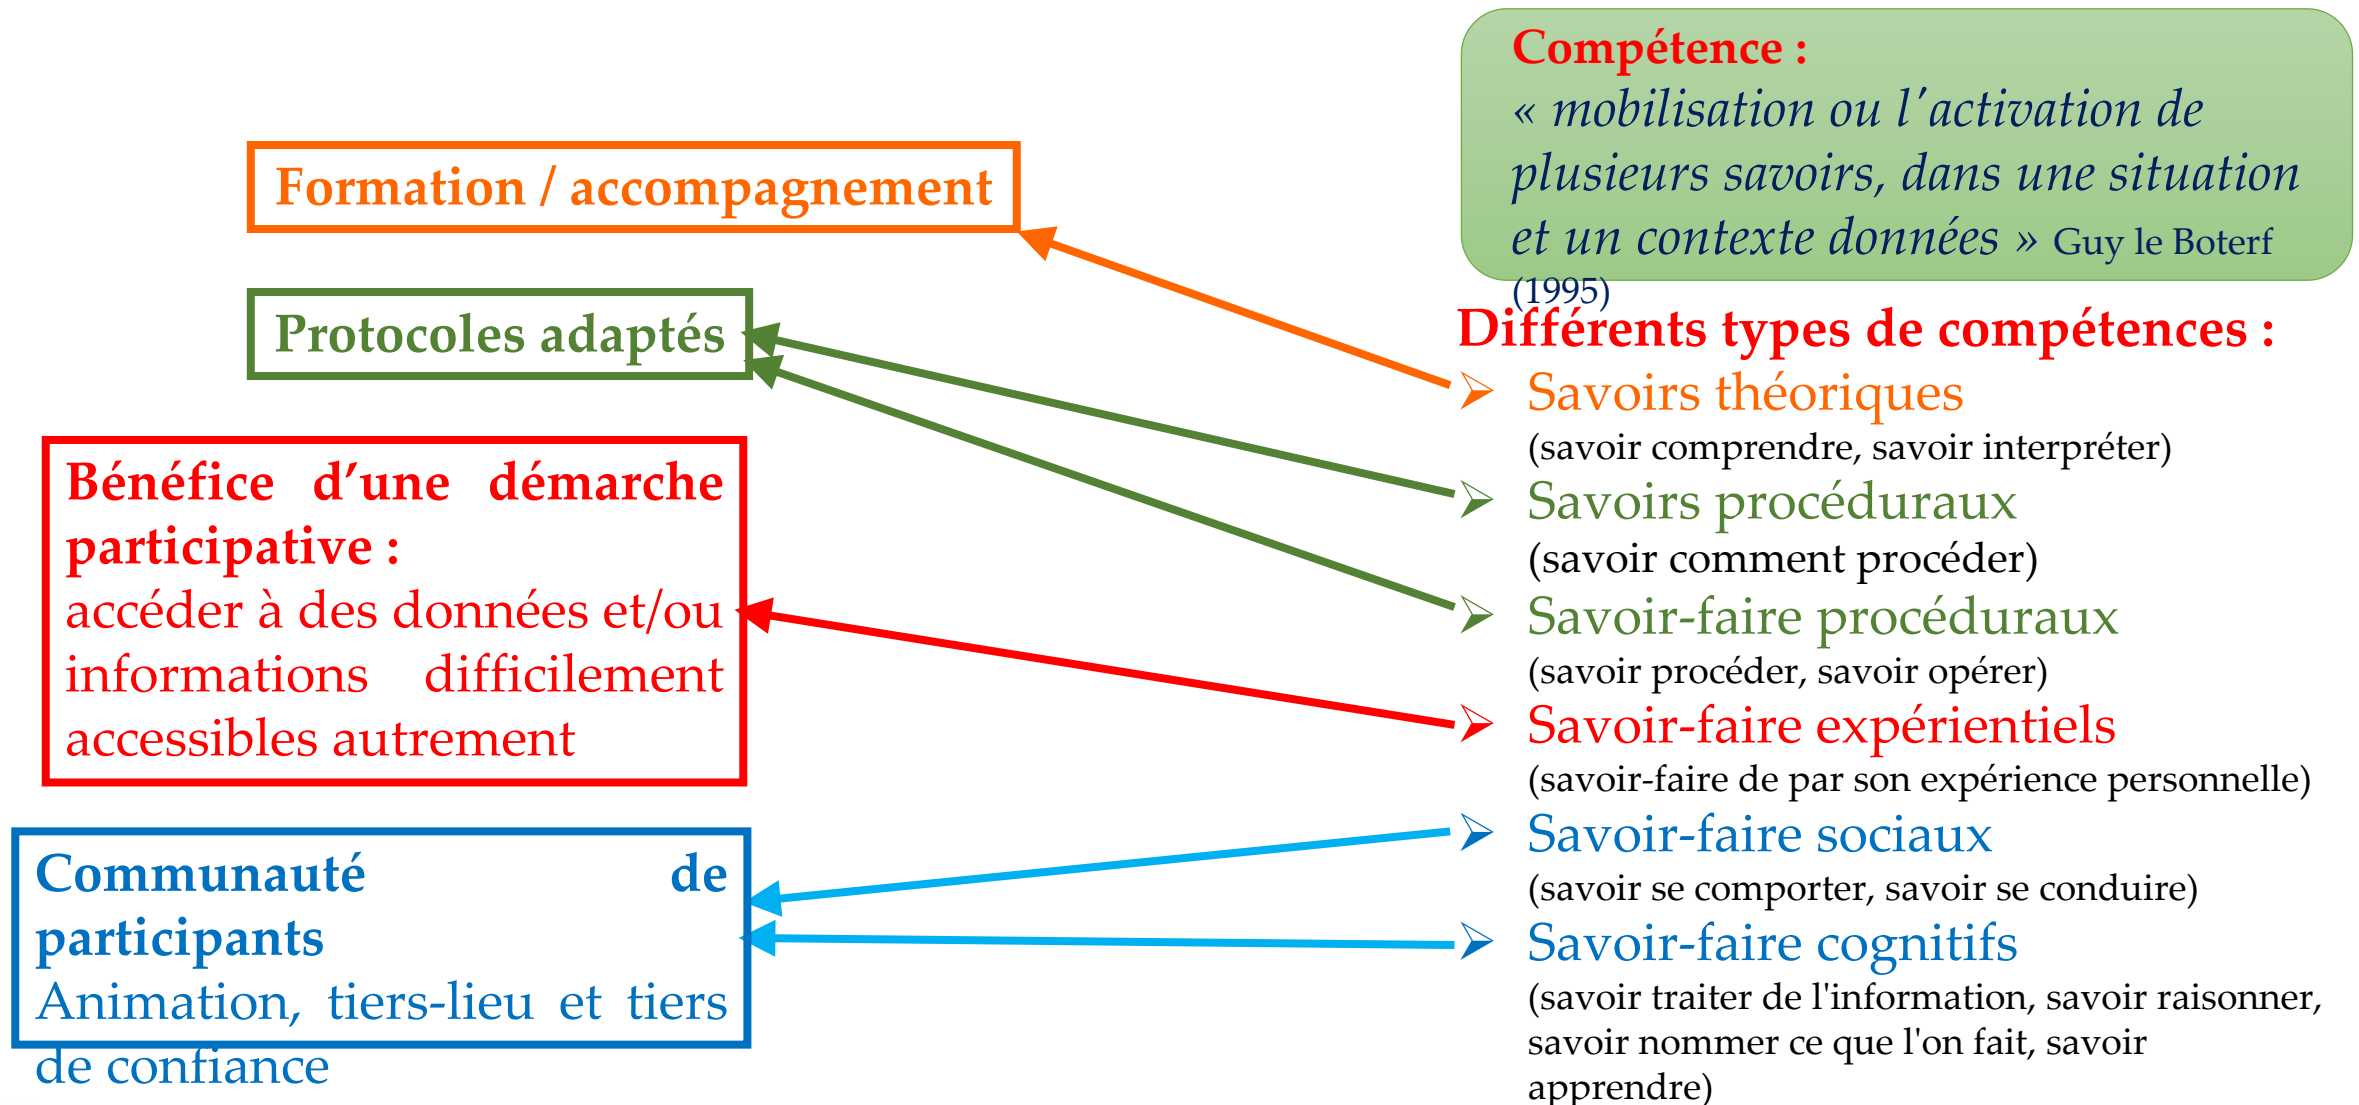 Formation / accompagnement
Protocoles adaptés
Bénéfice d’une démarche
participative :
accéder à des données et/ou
informations difficilement
accessibles autrement
Communauté de
participants
Animation, tiers-lieu et tiers
de confiance
Compétence :
« mobilisation ou l'activation de
plusieurs savoirs, dans une situation
et un contexte données » Guy le Boterf
(1995)
Différents types de compétences :
Savoirs théoriques
(savoir comprendre, savoir interpréter)
Savoirs procéduraux
(savoir comment procéder)
Savoir-faire procéduraux
(savoir procéder, savoir opérer)
Savoir-faire expérientiels
(savoir-faire de par son expérience personnelle)
Savoir-faire sociaux
(savoir se comporter, savoir se conduire)
Savoir-faire cognitifs
(savoir traiter de l'information, savoir raisonner,
savoir nommer ce que l'on fait, savoir
apprendre)